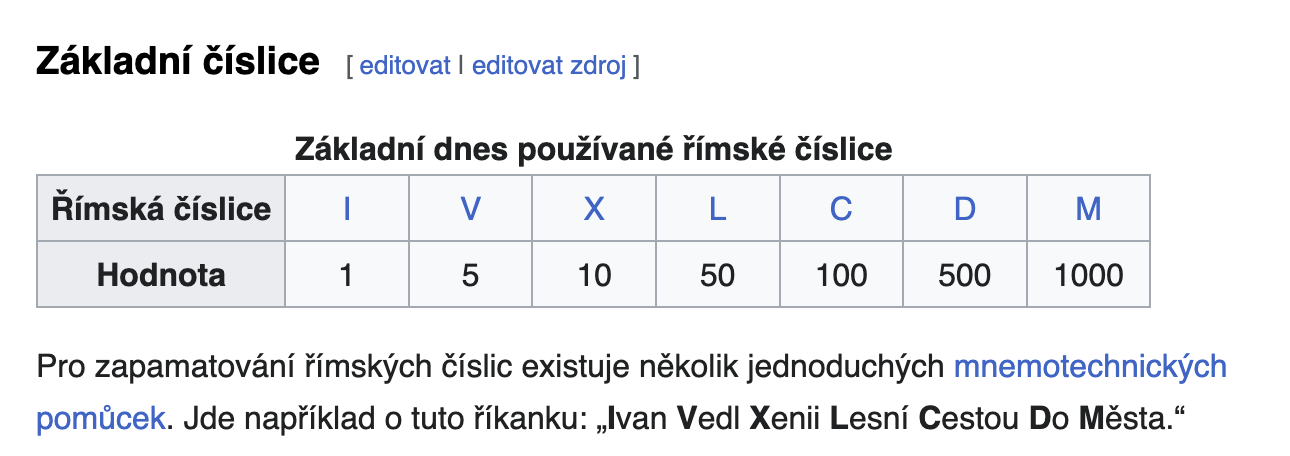 Základní číslice [ editovat | editovat zdroj ]
Základní dnes používané římské číslice
Římská číslice I V X L C D M
Hodnota 1 5 10 50 100 500 1000
Pro zapamatování římských číslic existuje několik jednoduchých mnemotechnických
pomůcek. Jde například o tuto říkanku: „Ivan Vedl Xenii Lesní Cestou Do Města.“